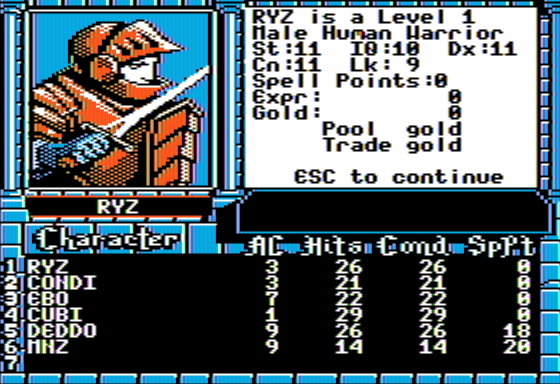 RYZ is a Level 1
Male Human Warrior
St:11 IQ:10 Dx:11
Cn:11 Lk: 9
Spell Points:0
Expr: 0
Gold: 0
Pool gold
Trade gold
ESC to continue
RYZ
Character AC Hits Cond SpPt
1 RYZ 3 26 26 0
2 CONDI 3 21 21 0
3 EBO 7 22 22 0
4 CUBI 1 29 29 0
5 DEDDO 9 26 26 18
6 MNZ 9 14 14 20
7